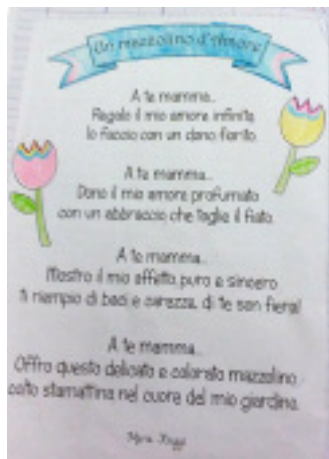 Un mazzolino d'Amore
A te mamma...
Regalo il mio amore infinito
lo faccio con un dono fiorito.
A te mamma...
Dono il mio amore profumato
con un abbraccio che toglie il fiato.
A te mamma...
Mostro il mio affetto puro e sincero
ti riempio di baci e carezze, di te son fiera!
A te mamma...
Offro questo delicato e colorato mazzolino
colto stamattina nel cuore del mio giardino.